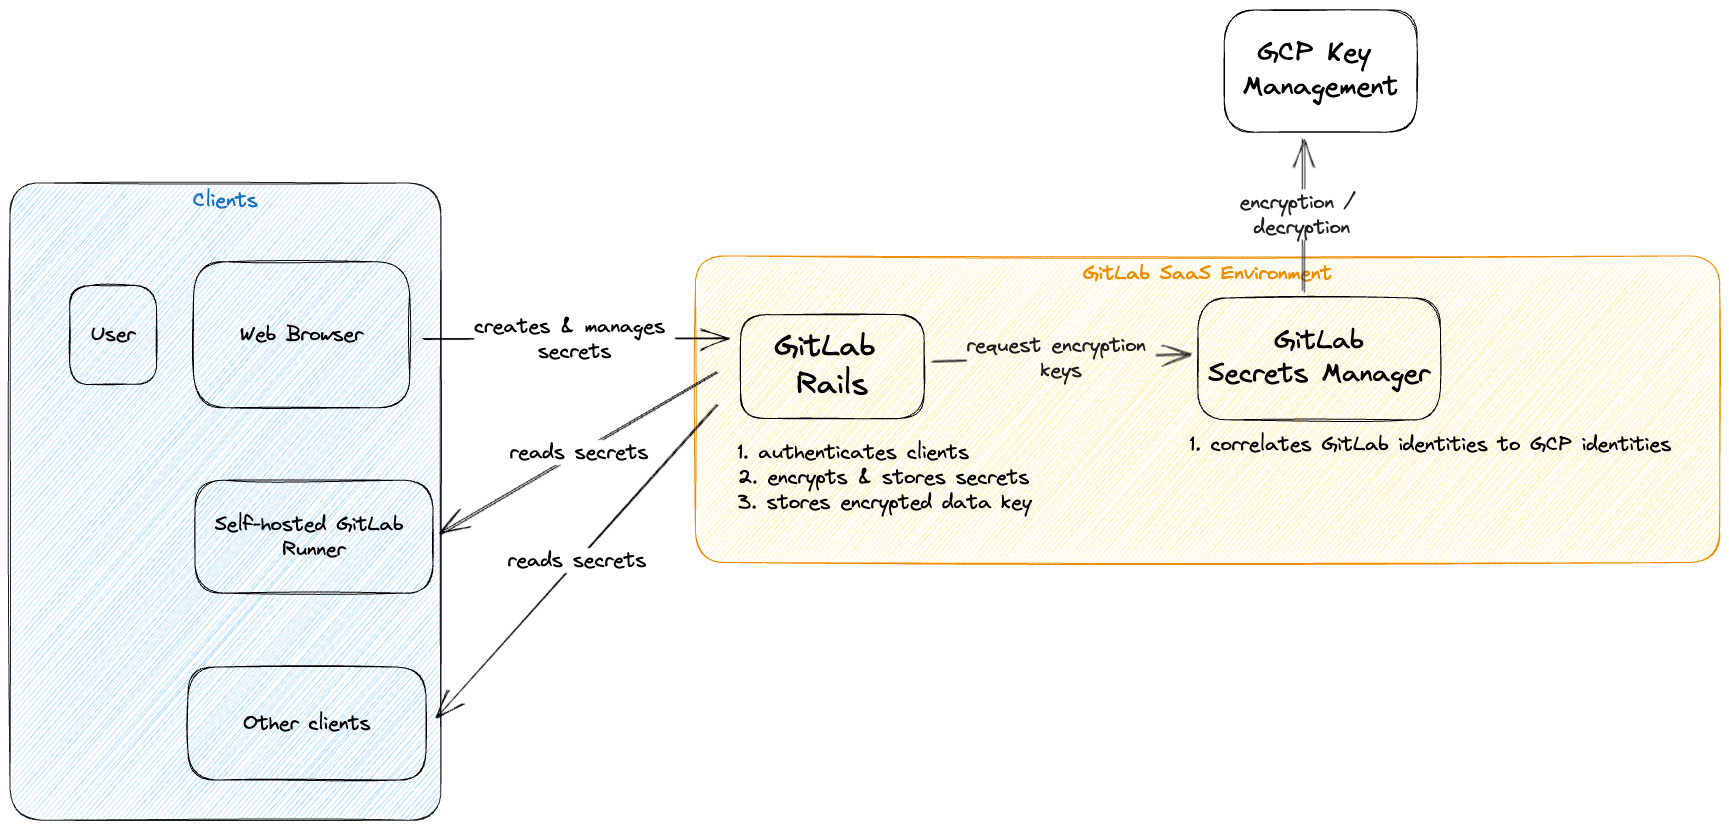 GCP Key
Management
encryption /
decryption
Clients
User
Web Browser
creates & manages
secrets
reads secrets
Self-hosted GitLab
Runner
reads secrets
Other clients
GitLab SaaS Environment
GitLab
Rails
request encryption
keys
GitLab
Secrets Manager
1. authenticates clients
2. encrypts & stores secrets
3. stores encrypted data key
1. correlates GitLab identities to GCP identities